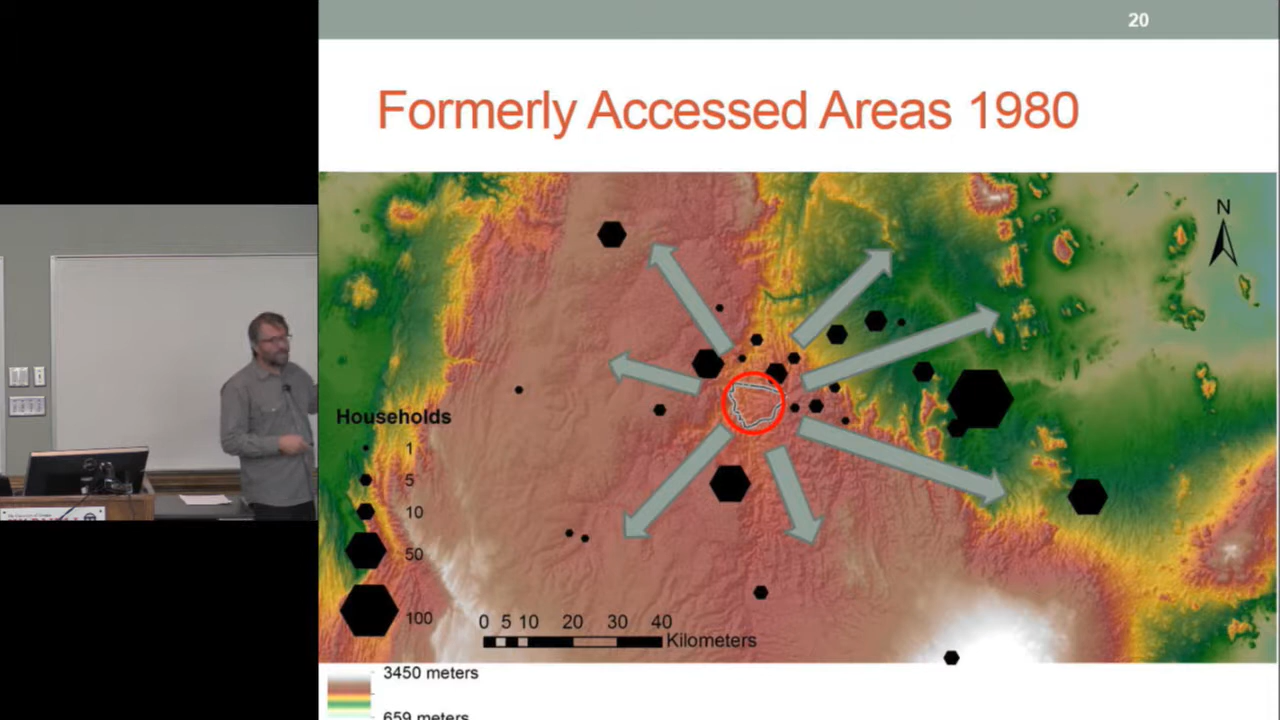 20
Formerly Accessed Areas 1980
N
Households
1
5
10
50
100
0 5 10 20 30 40
Kilometers
3450 meters
659 meters